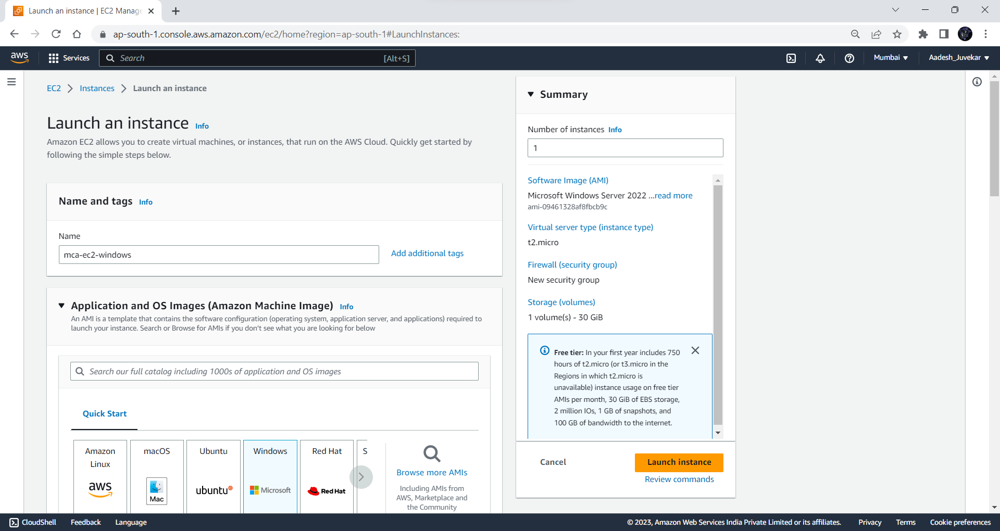 Launch an instance | EC2 Manage
ap-south-1.console.aws.amazon.com/ec2/home?region=ap-south-1#LaunchInstances:
aws
Services
Search
[Alt+S]
Mumbai
Aadesh_Juvekar
EC2
Instances
Launch an instance
Launch an instance Info
Amazon EC2 allows you to create virtual machines, or instances, that run on the AWS Cloud. Quickly get started by
following the simple steps below.
Name and tags Info
Name
mca-ec2-windows
Add additional tags
Application and OS Images (Amazon Machine Image) Info
An AMI is a template that contains the software configuration (operating system, application server, and applications) required to
launch your instance. Search or Browse for AMIs if you don't see what you are looking for below
Search our full catalog including 1000s of application and OS images
Quick Start
Amazon
Linux
aws
macOS
Mac
Ubuntu
ubuntu
Windows
Microsoft
Red Hat
Red Hat
S
Browse more AMIs
Including AMIs from
AWS, Marketplace and
the Community
Summary
Number of instances Info
1
Software Image (AMI)
Microsoft Windows Server 2022 ...read more
ami-09461328af8fbcb9c
Virtual server type (instance type)
t2.micro
Firewall (security group)
New security group
Storage (volumes)
1 volume(s) - 30 GiB
Free tier: In your first year includes 750
hours of t2.micro (or t3.micro in the
Regions in which t2.micro is
unavailable) instance usage on free tier
AMIs per month, 30 GiB of EBS storage,
2 million IOs, 1 GB of snapshots, and
100 GB of bandwidth to the internet.
Cancel
Launch instance
Review commands
CloudShell
Feedback
Language
© 2023, Amazon Web Services India Private Limited or its affiliates.
Privacy
Terms
Cookie preferences